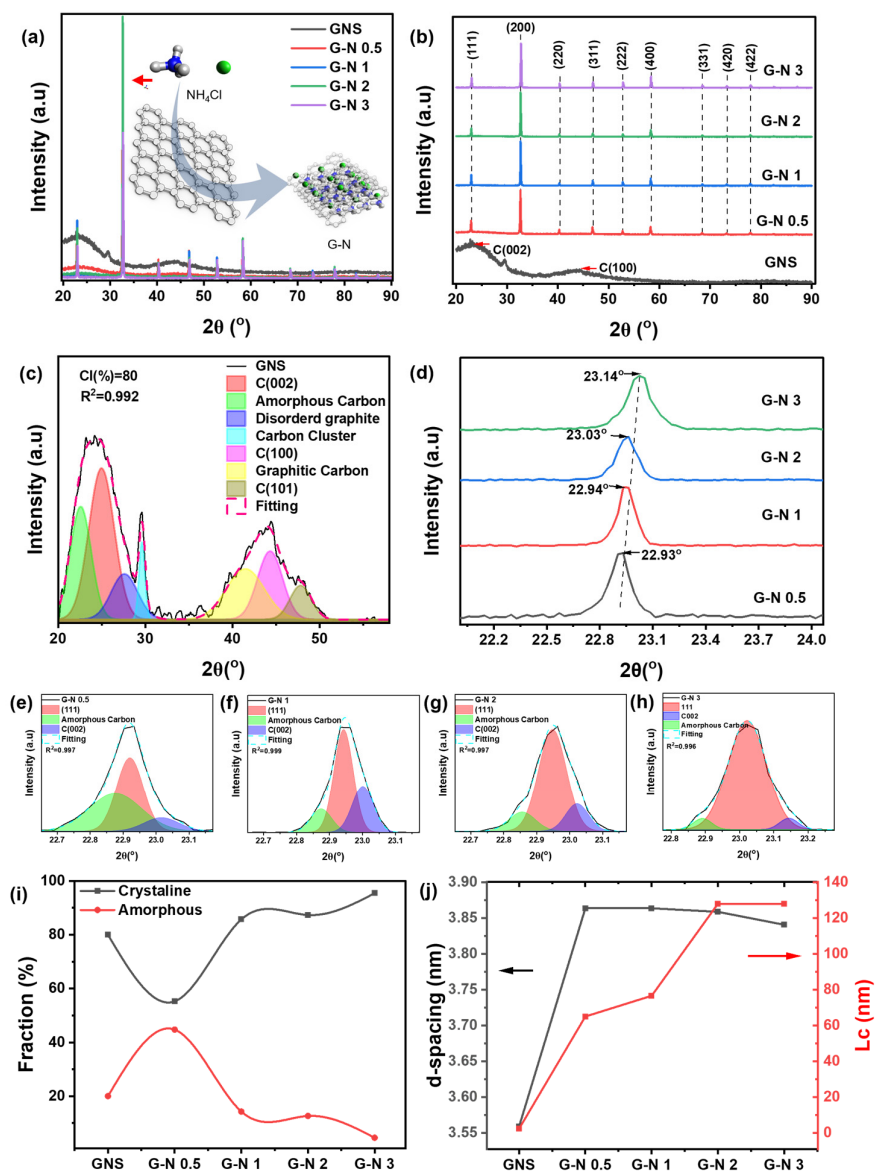 (a)
GNS
G-N 0.5
G-N 1
G-N 2
G-N 3
NH4Cl
G-N
Intensity (a.u)
20 30 40 50 60 70 80 90
2θ (°)
(b)
(111) (200) (220) (311) (222) (400) (331) (420) (422)
G-N 3
G-N 2
G-N 1
G-N 0.5
GNS
C(002)
C(100)
Intensity (a.u)
20 30 40 50 60 70 80 90
2θ (°)
(c)
CI(%)=80
R2=0.992
GNS
C(002)
Amorphous Carbon
Disorderd graphite
Carbon Cluster
C(100)
Graphitic Carbon
C(101)
Fitting
Intensity (a.u)
20 30 40 50
2θ(°)
(d)
23.14°
G-N 3
23.03°
G-N 2
22.94°
G-N 1
22.93°
G-N 0.5
Intensity (a.u)
22.2 22.5 22.8 23.1 23.4 23.7 24.0
2θ(°)
(e)
G-N 0.5
(111)
Amorphous Carbon
C(002)
Fitting
R2=0.997
Intensity (a.u)
22.7 22.8 22.9 23.0 23.1
2θ(°)
(f)
G-N 1
(111)
Amorphous Carbon
C(002)
Fitting
R2=0.999
Intensity (a.u)
22.7 22.8 22.9 23.0 23.1
2θ(°)
(g)
G-N 2
(111)
Amorphous Carbon
C(002)
Fitting
R2=0.997
Intensity (a.u)
22.7 22.8 22.9 23.0 23.1
2θ(°)
(h)
G-N 3
111
C002
Amorphous Carbon
Fitting
R2=0.996
Intensity (a.u)
22.8 22.9 23.0 23.1 23.2
2θ(°)
(i)
Crystaline
Amorphous
Fraction (%)
100
80
60
40
20
GNS G-N 0.5 G-N 1 G-N 2 G-N 3
(j)
d-spacing (nm)
3.90
3.85
3.80
3.75
3.70
3.65
3.60
3.55
GNS G-N 0.5 G-N 1 G-N 2 G-N 3
140
120
100
80
60
40
20
0
Lc (nm)